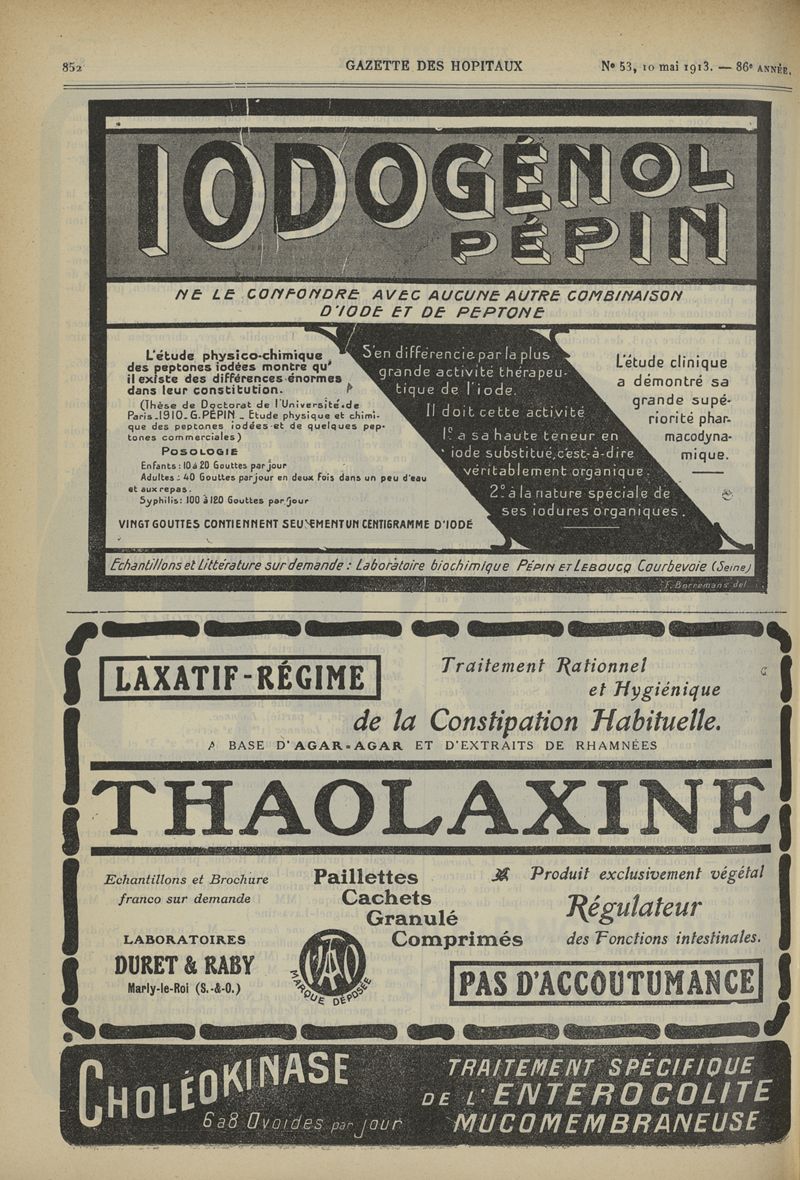 852
GAZETTE DES HOPITAUX
N° 53, 10 mai 1913. — 86e ANNÉE.
IODOGÉNOL
PÉPIN
NE LE CONFONDRE AVEC AUCUNE AUTRE COMBINAISON
D'IODE ET DE PEPTONE
L'étude physico-chimique
des peptones iodées montre qu'
il existe des différences énormes
dans leur constitution.
(Thèse de Doctorat de l'Université de
Paris_1910_G.PÉPIN _ Étude physique et chimi-
que des peptones iodées et de quelques pep-
tones commerciales)
POSOLOGIE
Enfants : 10 à 20 Gouttes par jour
Adultes : 40 Gouttes par jour en deux fois dans un peu d'eau
et aux repas.
Syphilis: 100 à 120 Gouttes par jour
VINGT GOUTTES CONTIENNENT SEULEMENT UN CENTIGRAMME D'IODE
S'en différencie par la plus
grande activité thérapeu-
tique de l'iode.
Il doit cette activité
1º a sa haute teneur en
iode substitué, c'est-à-dire
véritablement organique.
2º à la nature spéciale de
ses iodures organiques.
L'étude clinique
a démontré sa
grande supé-
riorité phar-
macodyna-
mique.
Echantillons et Littérature sur demande : Laboratoire biochimique PÉPIN ET LEBOUCQ Courbevoie (Seine)
F. Borremans del.
LAXATIF-RÉGIME
Traitement Rationnel
et Hygiénique
de la Constipation Habituelle.
A BASE D'AGAR-AGAR ET D'EXTRAITS DE RHAMNÉES
THAOLAXINE
Echantillons et Brochure
franco sur demande
LABORATOIRES
DURET & RABY
Marly-le-Roi (S.-&-O.)
Paillettes
Cachets
Granulé
Comprimés
MARQUE DÉPOSÉE
Produit exclusivement végétal
Régulateur
des Fonctions intestinales.
PAS D'ACCOUTUMANCE
CHOLÉOKINASE
6 a 8 Ovoïdes par jour
TRAITEMENT SPÉCIFIQUE
DE L'ENTEROCOLITE
MUCOMEMBRANEUSE